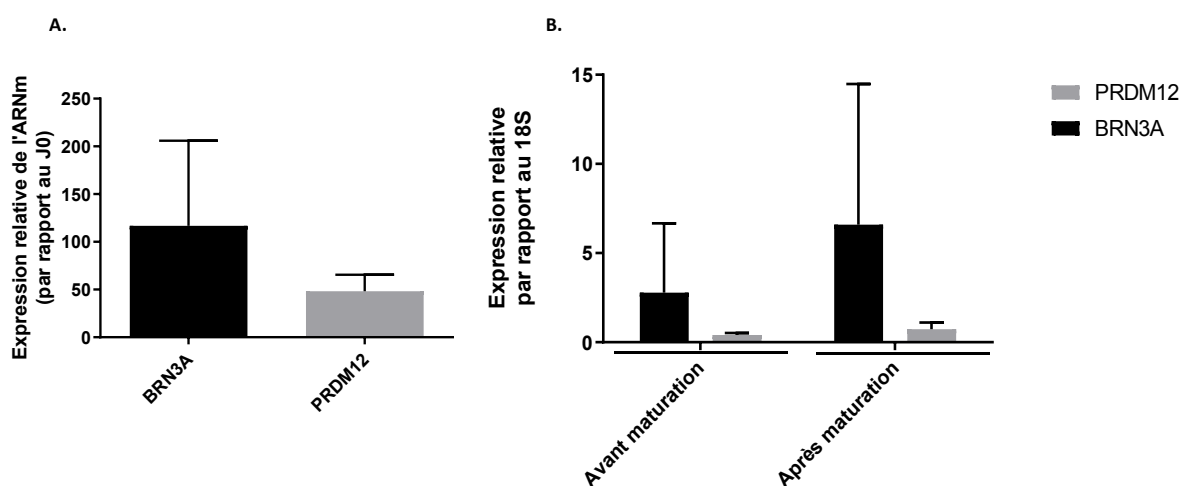 A.
Expression relative de l'ARNm
(par rapport au J0)
250
200
150
100
50
0
BRN3A
PRDM12
B.
Expression relative
par rapport au 18S
15
10
5
0
Avant maturation
Après maturation
PRDM12
BRN3A